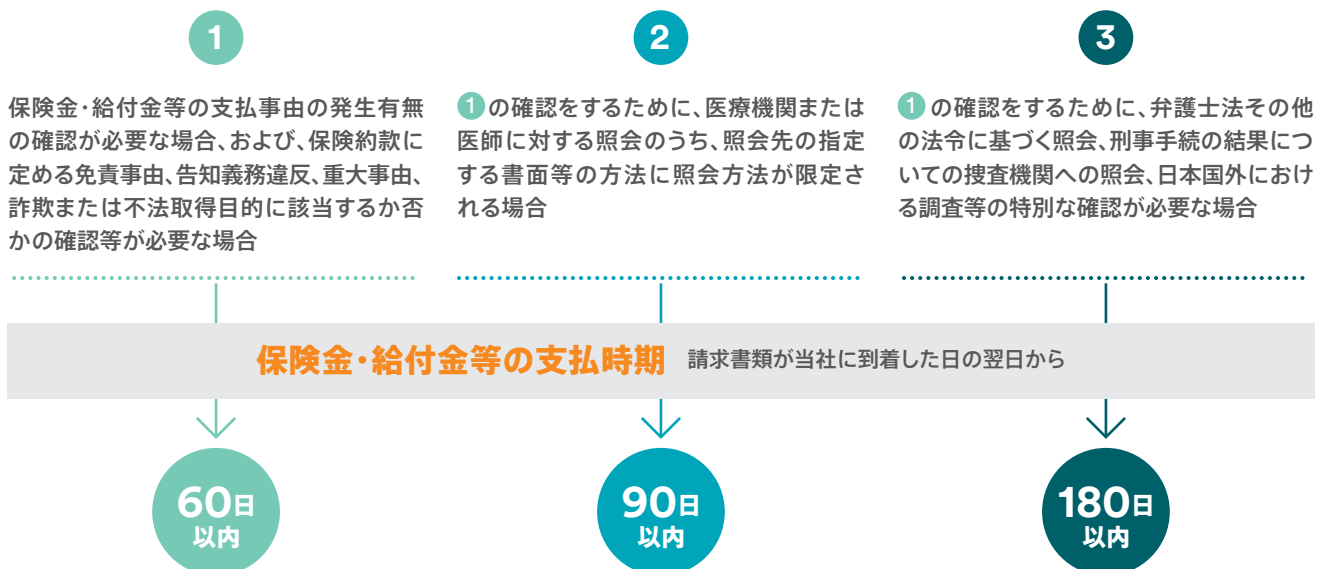 1
保険金・給付金等の支払事由の発生有無
の確認が必要な場合、および、保険約款に
定める免責事由、告知義務違反、重大事由、
詐欺または不法取得目的に該当するか否
かの確認等が必要な場合
2
1の確認をするために、医療機関または
医師に対する照会のうち、照会先の指定
する書面等の方法に照会方法が限定さ
れる場合
3
1の確認をするために、弁護士法その他
の法令に基づく照会、刑事手続の結果につ
いての捜査機関への照会、日本国外におけ
る調査等の特別な確認が必要な場合
保険金・給付金等の支払時期 請求書類が当社に到着した日の翌日から
60日
以内
90日
以内
180日
以内